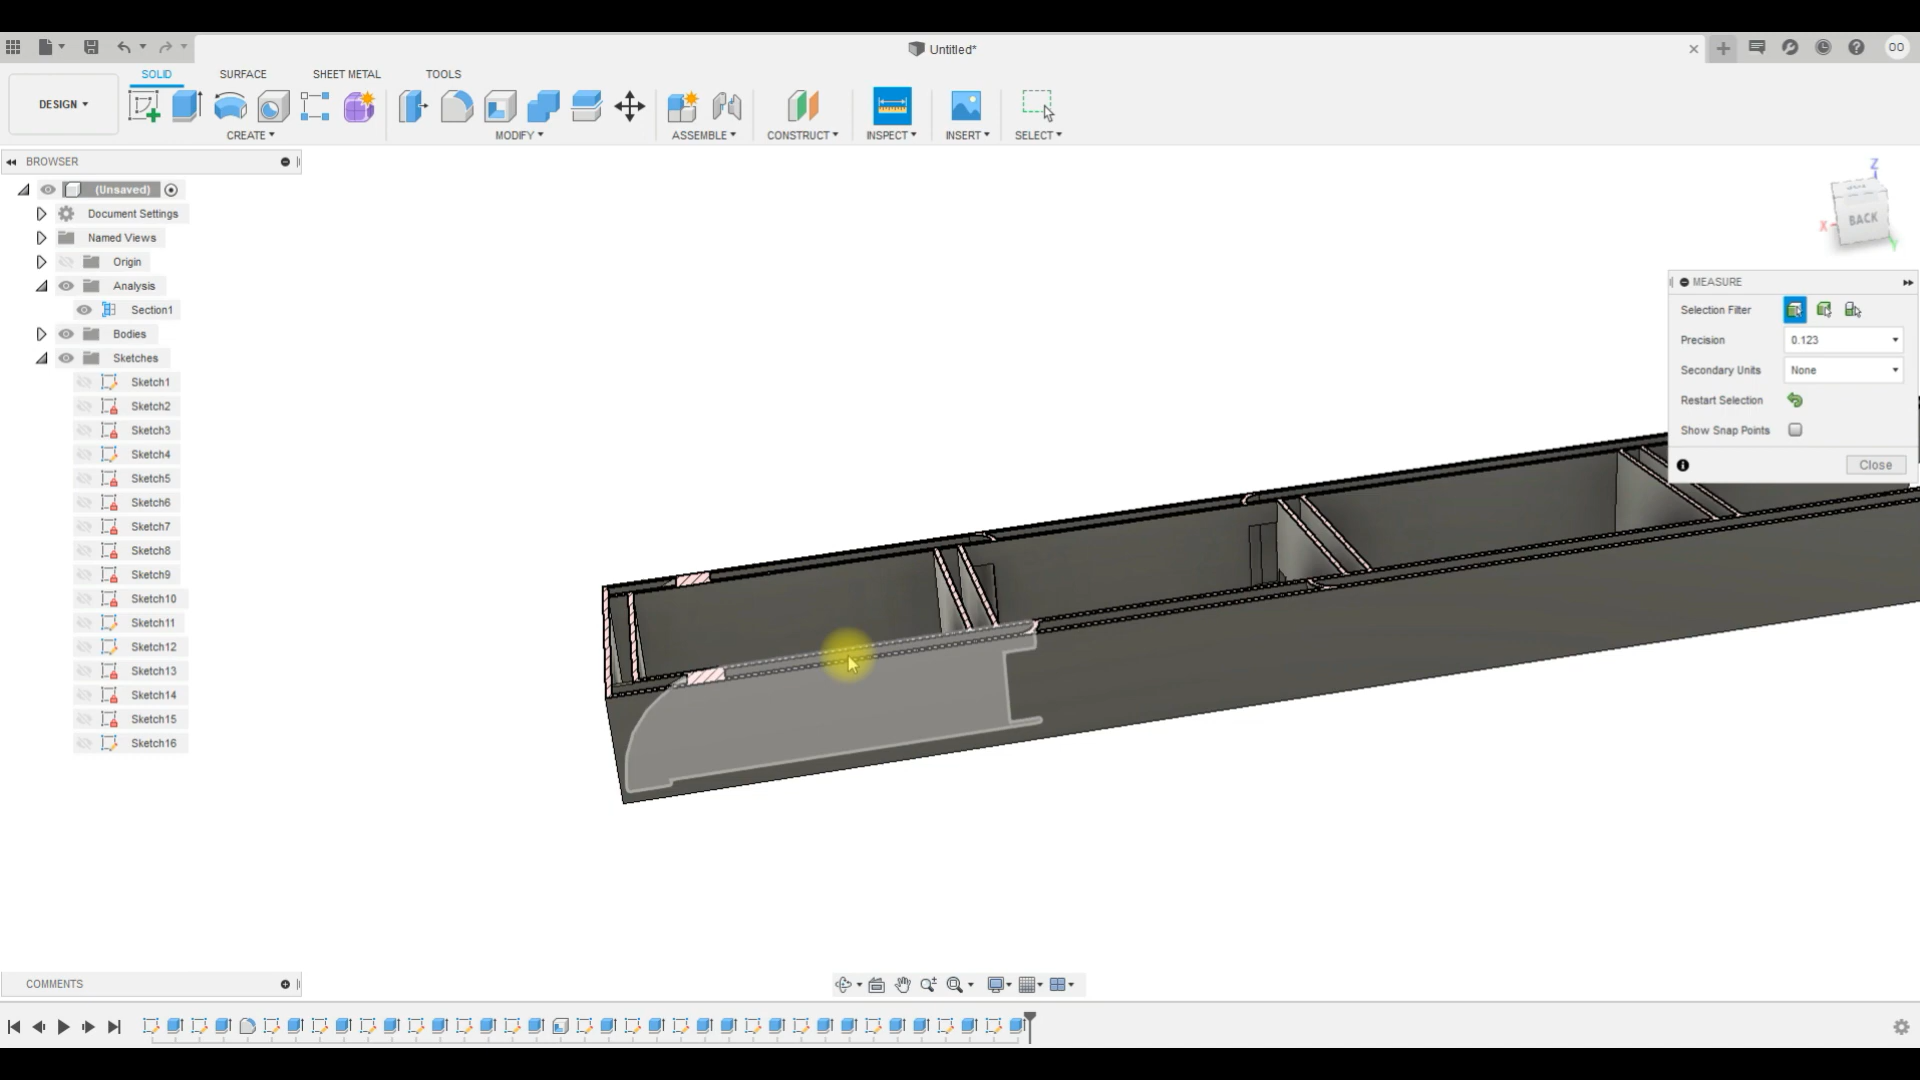 Untitled*
OO
SOLID SURFACE SHEET METAL TOOLS
DESIGN
CREATE MODIFY ASSEMBLE CONSTRUCT INSPECT INSERT SELECT
BROWSER
(Unsaved)
Document Settings
Named Views
Origin
Analysis
Section1
Bodies
Sketches
Sketch1
Sketch2
Sketch3
Sketch4
Sketch5
Sketch6
Sketch7
Sketch8
Sketch9
Sketch10
Sketch11
Sketch12
Sketch13
Sketch14
Sketch15
Sketch16
Z
BACK
X
Y
MEASURE
Selection Filter
Precision 0.123
Secondary Units None
Restart Selection
Show Snap Points
Close
COMMENTS